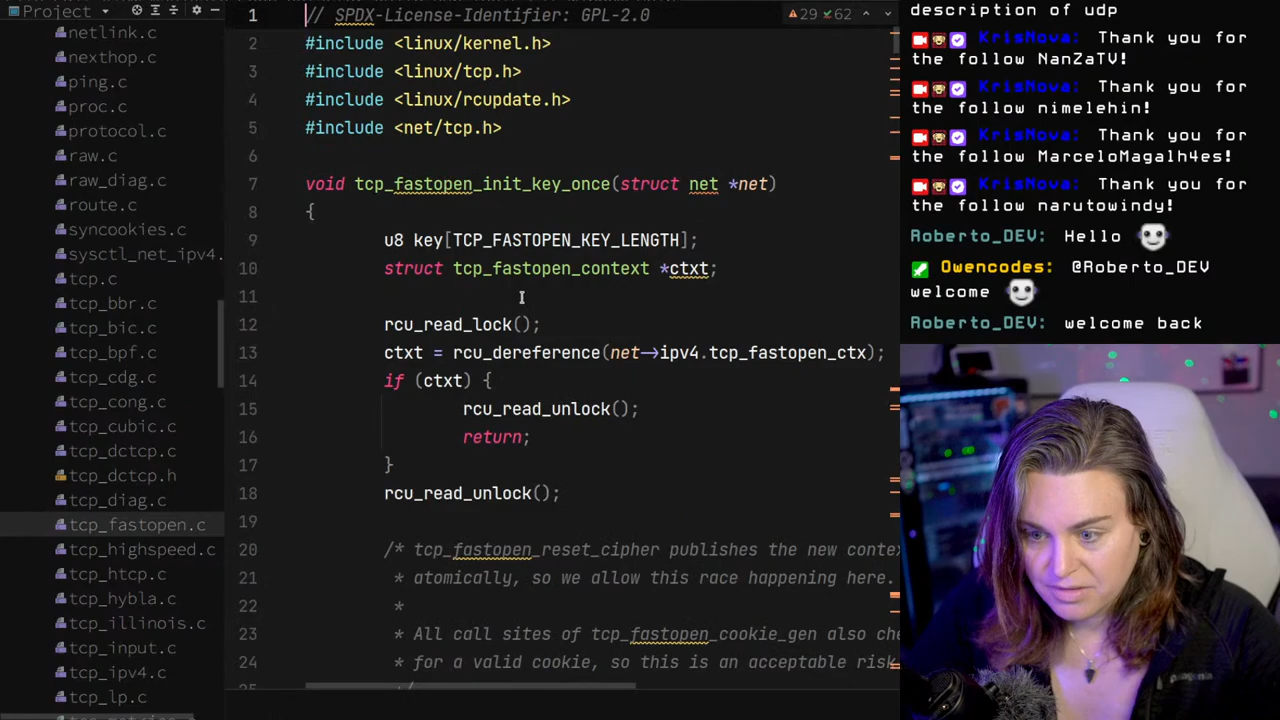 Project
netlink.c
nexthop.c
ping.c
proc.c
protocol.c
raw.c
raw_diag.c
route.c
syncookies.c
sysctl_net_ipv4.
tcp.c
tcp_bbr.c
tcp_bic.c
tcp_bpf.c
tcp_cdg.c
tcp_cong.c
tcp_cubic.c
tcp_dctcp.c
tcp_dctcp.h
tcp_diag.c
tcp_fastopen.c
tcp_highspeed.c
tcp_htcp.c
tcp_hybla.c
tcp_illinois.c
tcp_input.c
tcp_ipv4.c
tcp_lp.c
29 62
1 // SPDX-License-Identifier: GPL-2.0
2 #include <linux/kernel.h>
3 #include <linux/tcp.h>
4 #include <linux/rcupdate.h>
5 #include <net/tcp.h>
6
7 void tcp_fastopen_init_key_once(struct net *net)
8 {
9 u8 key[TCP_FASTOPEN_KEY_LENGTH];
10 struct tcp_fastopen_context *ctxt;
11
12 rcu_read_lock();
13 ctxt = rcu_dereference(net->ipv4.tcp_fastopen_ctx);
14 if (ctxt) {
15 rcu_read_unlock();
16 return;
17 }
18 rcu_read_unlock();
19
20 /* tcp_fastopen_reset_cipher publishes the new conte
21 * atomically, so we allow this race happening here.
22 *
23 * All call sites of tcp_fastopen_cookie_gen also che
24 * for a valid cookie, so this is an acceptable risk
25 */
description of udp
KrisNova: Thank you for
the follow NanZaTV!
KrisNova: Thank you for
the follow nimelehin!
KrisNova: Thank you for
the follow MarceloMagalh4es!
KrisNova: Thank you for
the follow narutowindy!
Roberto_DEV: Hello
Owencodes: @Roberto_DEV
welcome
Roberto_DEV: welcome back